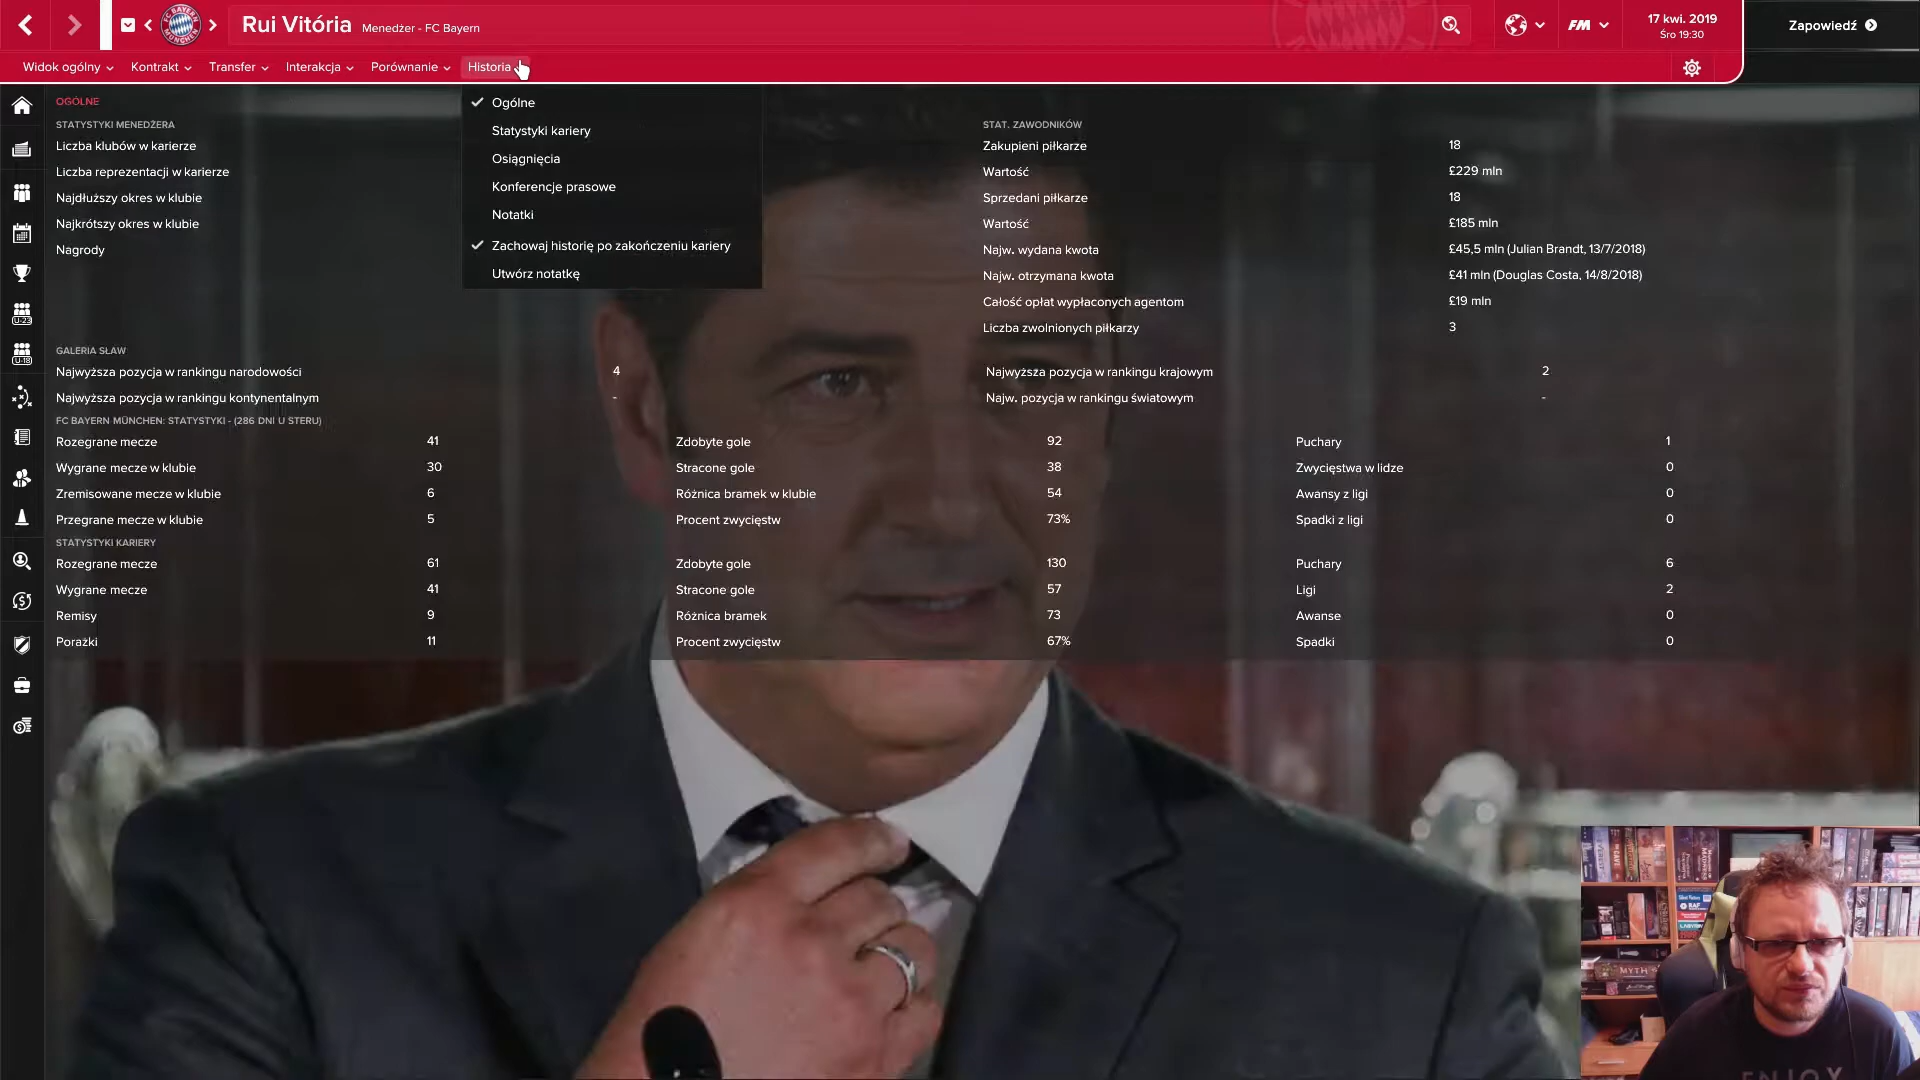 Rui Vitória Menedżer - FC Bayern
17 kwi. 2019
Śro 19:30
Zapowiedź
FM
Widok ogólny Kontrakt Transfer Interakcja Porównanie Historia
Ogólne
Statystyki kariery
Osiągnięcia
Konferencje prasowe
Notatki
Zachowaj historię po zakończeniu kariery
Utwórz notatkę
OGÓLNE
STATYSTYKI MENEDŻERA
Liczba klubów w karierze
Liczba reprezentacji w karierze
Najdłuższy okres w klubie
Najkrótszy okres w klubie
Nagrody
STAT. ZAWODNIKÓW
Zakupieni piłkarze 18
Wartość £229 mln
Sprzedani piłkarze 18
Wartość £185 mln
Najw. wydana kwota £45,5 mln (Julian Brandt, 13/7/2018)
Najw. otrzymana kwota £41 mln (Douglas Costa, 14/8/2018)
Całość opłat wypłaconych agentom £19 mln
Liczba zwolnionych piłkarzy 3
GALERIA SŁAW
Najwyższa pozycja w rankingu narodowości 4 Najwyższa pozycja w rankingu krajowym 2
Najwyższa pozycja w rankingu kontynentalnym - Najw. pozycja w rankingu światowym -
FC BAYERN MÜNCHEN: STATYSTYKI - (286 DNI U STERU)
Rozegrane mecze 41 Zdobyte gole 92 Puchary 1
Wygrane mecze w klubie 30 Stracone gole 38 Zwycięstwa w lidze 0
Zremisowane mecze w klubie 6 Różnica bramek w klubie 54 Awansy z ligi 0
Przegrane mecze w klubie 5 Procent zwycięstw 73% Spadki z ligi 0
STATYSTYKI KARIERY
Rozegrane mecze 61 Zdobyte gole 130 Puchary 6
Wygrane mecze 41 Stracone gole 57 Ligi 2
Remisy 9 Różnica bramek 73 Awanse 0
Porażki 11 Procent zwycięstw 67% Spadki 0
U-23
U-18
MYTH
ENJOY